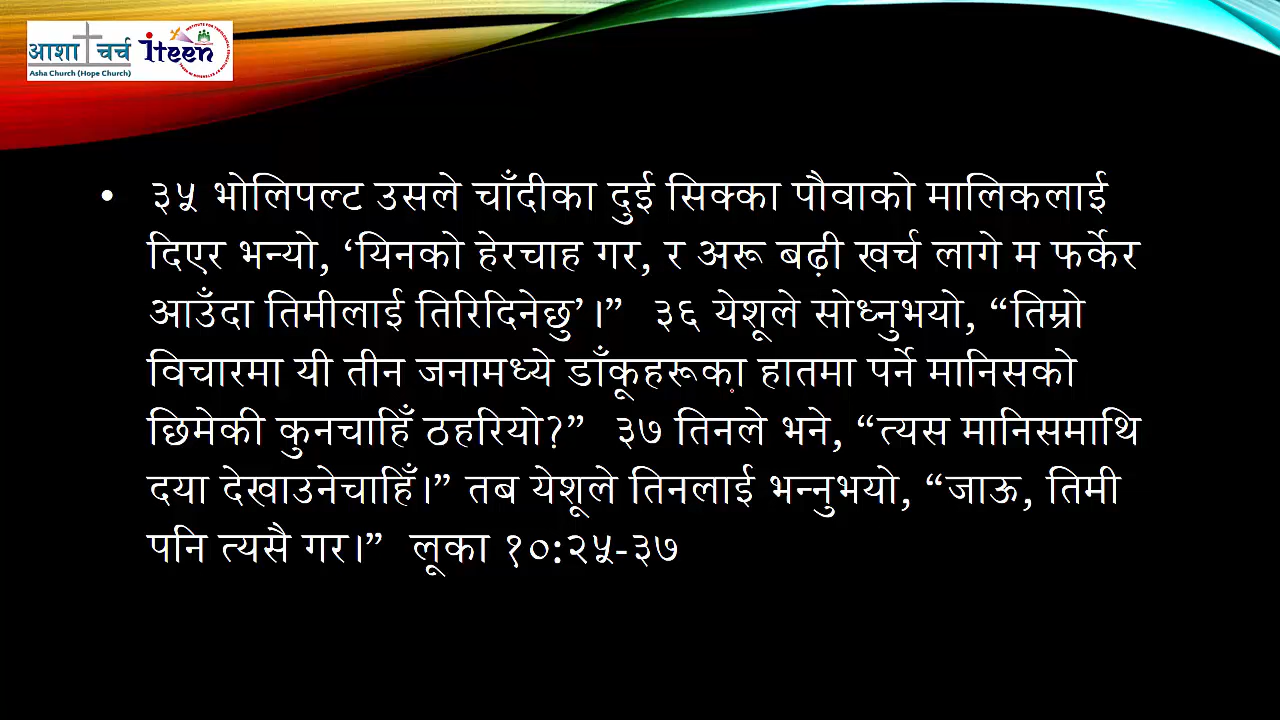 आशा चर्च iteen
Asha Church (Hope Church)
• ३५ भोलिपल्ट उसले चाँदीका दुई सिक्का पौवाको मालिकलाई
दिएर भन्यो, ‘यिनको हेरचाह गर, र अरू बढ़ी खर्च लागे म फर्केर
आउँदा तिमीलाई तिरिदिनेछु’।” ३६ येशूले सोध्नुभयो, “तिम्रो
विचारमा यी तीन जनामध्ये डाँकूहरूका़ हातमा पर्ने मानिसको
छिमेकी कुनचाहिँ ठहरियो?” ३७ तिनले भने, “त्यस मानिसमाथि
दया देखाउनेचाहिँ।” तब येशूले तिनलाई भन्नुभयो, “जाऊ, तिमी
पनि त्यसै गर।” लूका १०:२५-३७